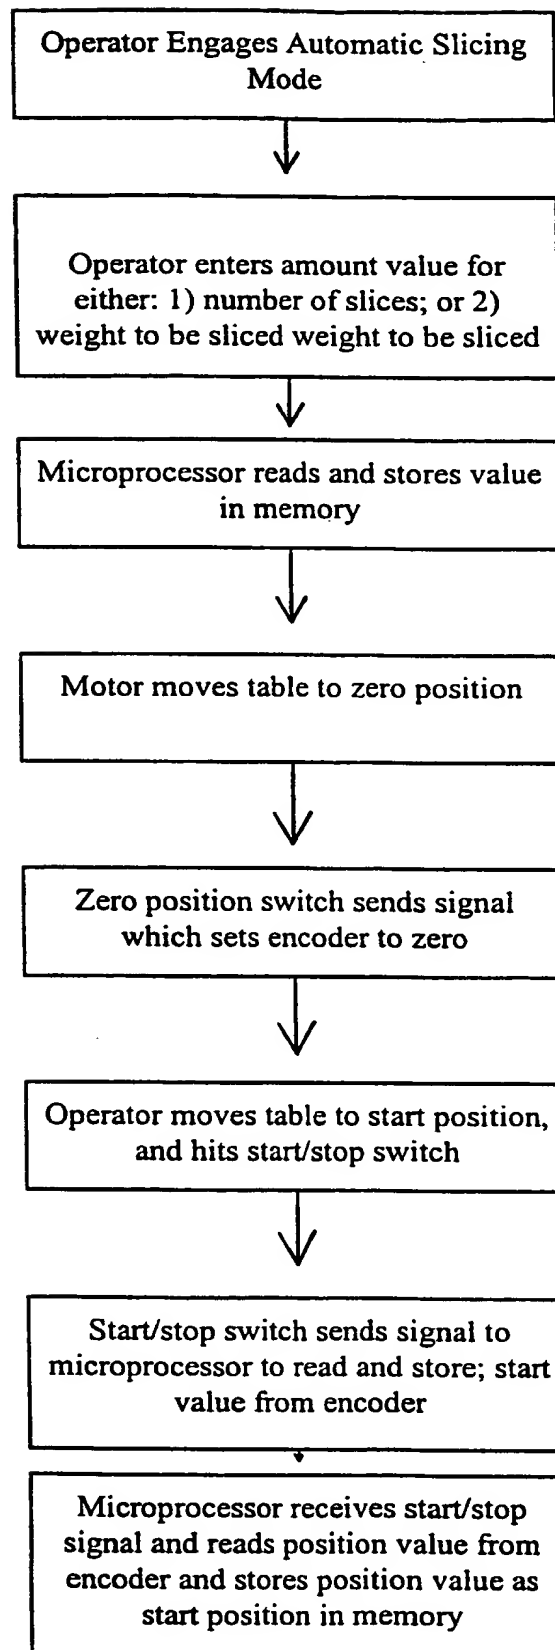 Operator Engages Automatic Slicing
Mode
Operator enters amount value for
either: 1) number of slices; or 2)
weight to be sliced weight to be sliced
Microprocessor reads and stores value
in memory
Motor moves table to zero position
Zero position switch sends signal
which sets encoder to zero
Operator moves table to start position,
and hits start/stop switch
Start/stop switch sends signal to
microprocessor to read and store; start
value from encoder
Microprocessor receives start/stop
signal and reads position value from
encoder and stores position value as
start position in memory